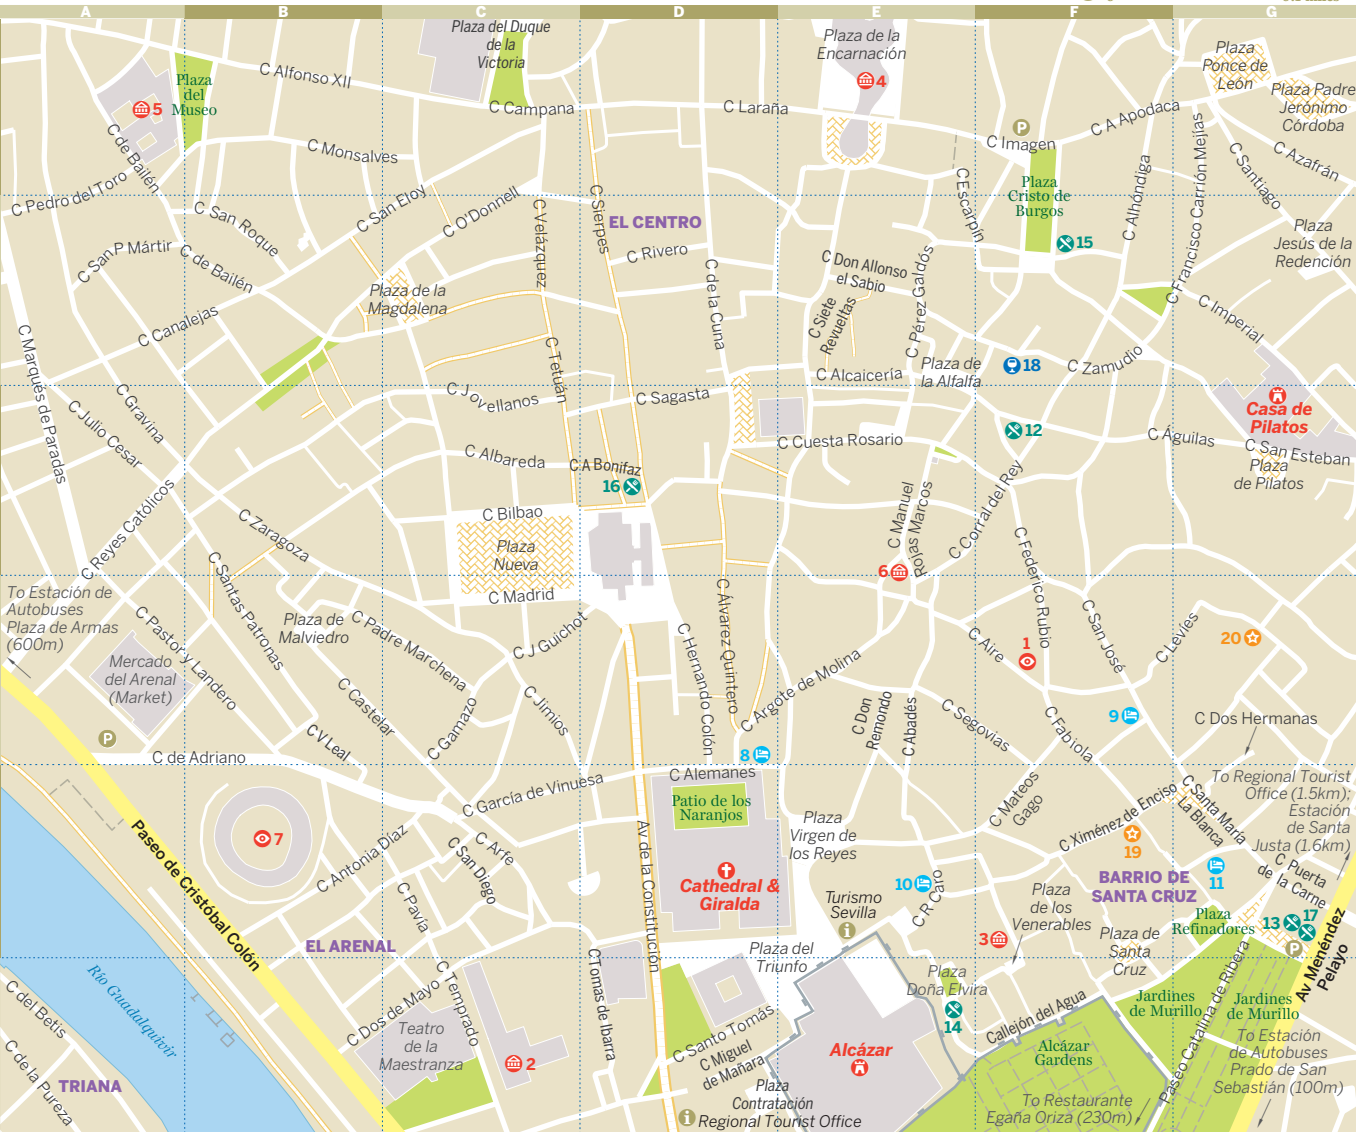 A B C D E F G
Plaza del Duque
de la
Victoria
Plaza de la
Encarnación
4
Plaza
Ponce de
León
Plaza Padre
Jerónimo
Córdoba
Plaza
del
Museo
5
C Alfonso XII
C Campana
C Laraña
P
C Imagen
C A Apodaca
C Azafrán
C Santiago
C de Bailén
C Monsalves
C Pedro del Toro
C San Eloy
C O'Donnell
C Velázquez
C Sierpes
EL CENTRO
C Escarpín
Plaza
Cristo de
Burgos
15
C Alhóndiga
C Francisco Carrión Mejías
Plaza
Jesús de la
Redención
C San Roque
C San P Mártir
C de Bailén
C Rivero
C de la Cuna
C Don Allonso
el Sabio
C Siete
Revueltas
C Pérez Galdós
Plaza de la
Magdalena
C Canalejas
C Imperial
C Marqués de Paradas
C Tetuán
Plaza de
la Alfalfa
18
C Zamudio
C Alcaicería
C Gravina
C Julio Cesar
C Jovellanos
C Sagasta
Casa de
Pilatos
12
C Águilas
C San Esteban
Plaza
de Pilatos
C Cuesta Rosario
C Albareda
C A Bonifaz
16
C Reyes Católicos
C Zaragoza
C Bilbao
Plaza
Nueva
C Madrid
C Manuel
Rojas Marcos
C Corral del Rey
6
C Federico Rubio
To Estación de
Autobuses
Plaza de Armas
(600m)
C Santas Patronas
C Pastor y Landero
Plaza de
Malviedro
C Padre Marchena
C J Guichot
C Álvarez Quintero
C Hernando Colón
C Argote de Molina
C Aire
1
C San José
C Levies
20
Mercado
del Arenal
(Market)
C Castelar
C Gamazo
C Jimios
C Don
Remondo
C Abades
C Segovias
C Fabiola
9
C Dos Hermanas
P
C de Adriano
C V Leal
8
C Alemanes
C García de Vinuesa
Patio de los
Naranjos
Plaza
Virgen de
los Reyes
C Mateos
Gago
C Ximénez de Enciso
C Santa María
La Blanca
To Regional Tourist
Office (1.5km);
Estación
de Santa
Justa (1.6km)
7
Paseo de Cristóbal Colón
C Antonia Diaz
C Arfe
C San Diego
C Pavía
Av de la Constitución
Cathedral &
Giralda
10
C R Caro
19
BARRIO DE
SANTA CRUZ
11
C Puerta
de la Carne
Turismo
Sevilla
i
Plaza
de los
Venerables
Plaza
Refinadores
13
17
P
EL ARENAL
3
Plaza de
Santa
Cruz
Av Menéndez
Pelayo
Plaza del
Triunfo
Río Guadalquivir
C del Betis
C de la Pureza
TRIANA
C Dos de Mayo
C Temprado
C Tomas de Ibarra
Teatro
de la
Maestranza
2
Plaza
Doña Elvira
14
Callejón del Agua
Jardines
de Murillo
Paseo Catalina de Ribera
Jardines
de Murillo
C Santo Tomás
C Miguel
de Mañara
Alcázar
Alcázar
Gardens
To Estación
de Autobuses
Prado de San
Sebastián (100m)
Plaza
Contratación
i
Regional Tourist Office
To Restaurante
Egaña Oriza (230m)